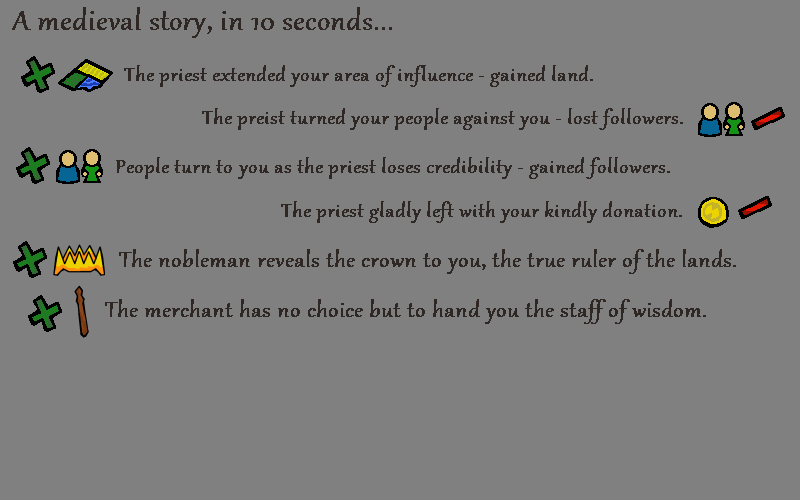 A medieval story, in 10 seconds...
The priest extended your area of influence - gained land.
The preist turned your people against you - lost followers.
People turn to you as the priest loses credibility - gained followers.
The priest gladly left with your kindly donation.
The nobleman reveals the crown to you, the true ruler of the lands.
The merchant has no choice but to hand you the staff of wisdom.